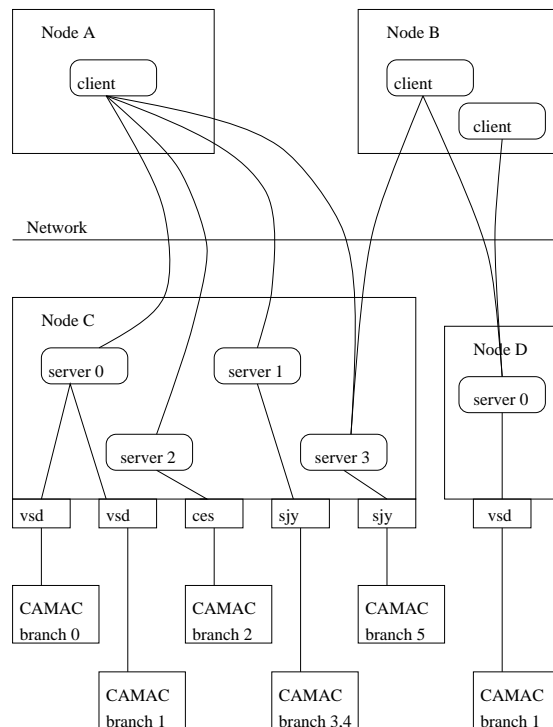 Node A
Node B
client
client
client
Network
Node C
Node D
server 0
server 1
server 0
server 2
server 3
vsd
vsd
ces
sjy
sjy
vsd
CAMAC
branch 0
CAMAC
branch 2
CAMAC
branch 5
CAMAC
branch 1
CAMAC
branch 3,4
CAMAC
branch 1